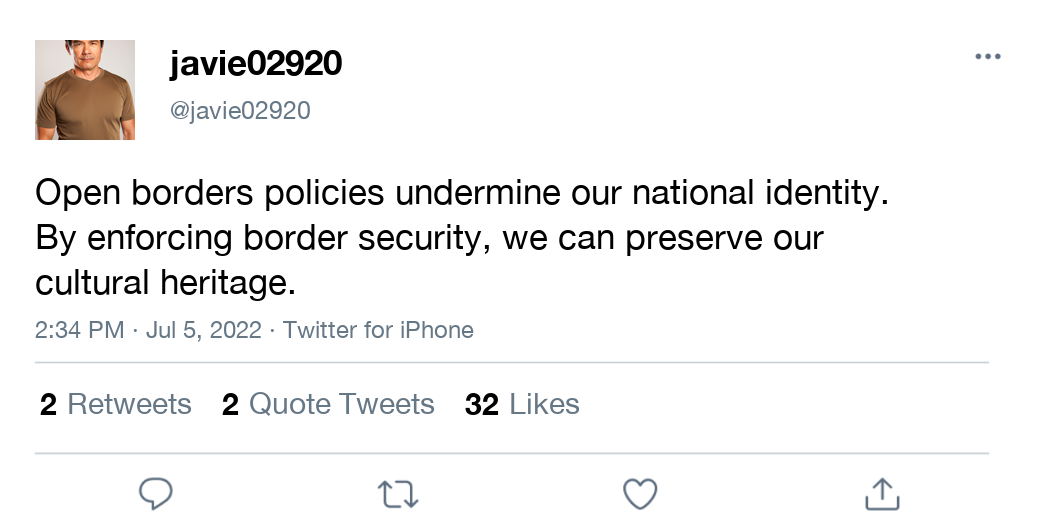 javie02920
@javie02920
Open borders policies undermine our national identity.
By enforcing border security, we can preserve our
cultural heritage.
2:34 PM · Jul 5, 2022 · Twitter for iPhone
2 Retweets 2 Quote Tweets 32 Likes